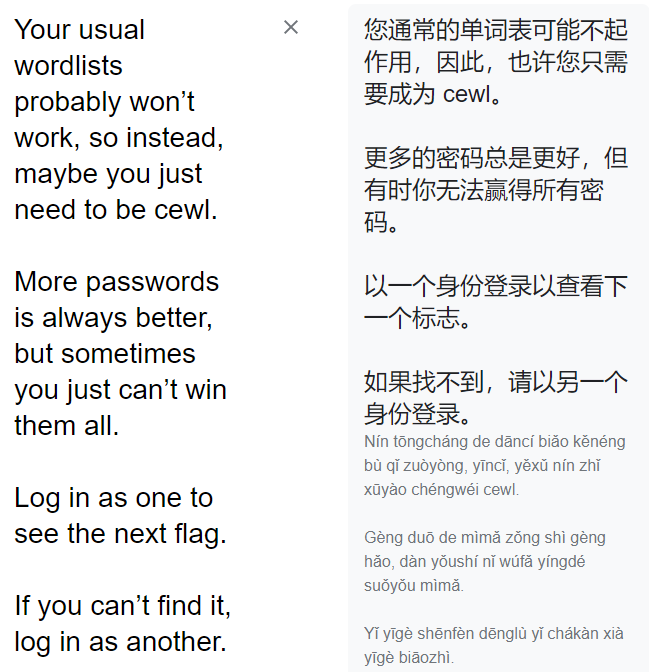 Your usual
wordlists
probably won’t
work, so instead,
maybe you just
need to be cewl.
More passwords
is always better,
but sometimes
you just can’t win
them all.
Log in as one to
see the next flag.
If you can’t find it,
log in as another.
您通常的单词表可能不起
作用，因此，也许您只需
要成为 cewl。
更多的密码总是更好，但
有时你无法赢得所有密
码。
以一个身份登录以查看下
一个标志。
如果找不到，请以另一个
身份登录。
Nín tōngcháng de dāncí biǎo kěnéng
bù qǐ zuòyòng, yīncǐ, yěxǔ nín zhǐ
xūyào chéngwéi cewl.
Gèng duō de mìmǎ zǒng shì gèng
hǎo, dàn yǒushí nǐ wúfǎ yíngdé
suǒyǒu mìmǎ.
Yǐ yīgè shēnfèn dēnglù yǐ chákàn xià
yīgè biāozhì.